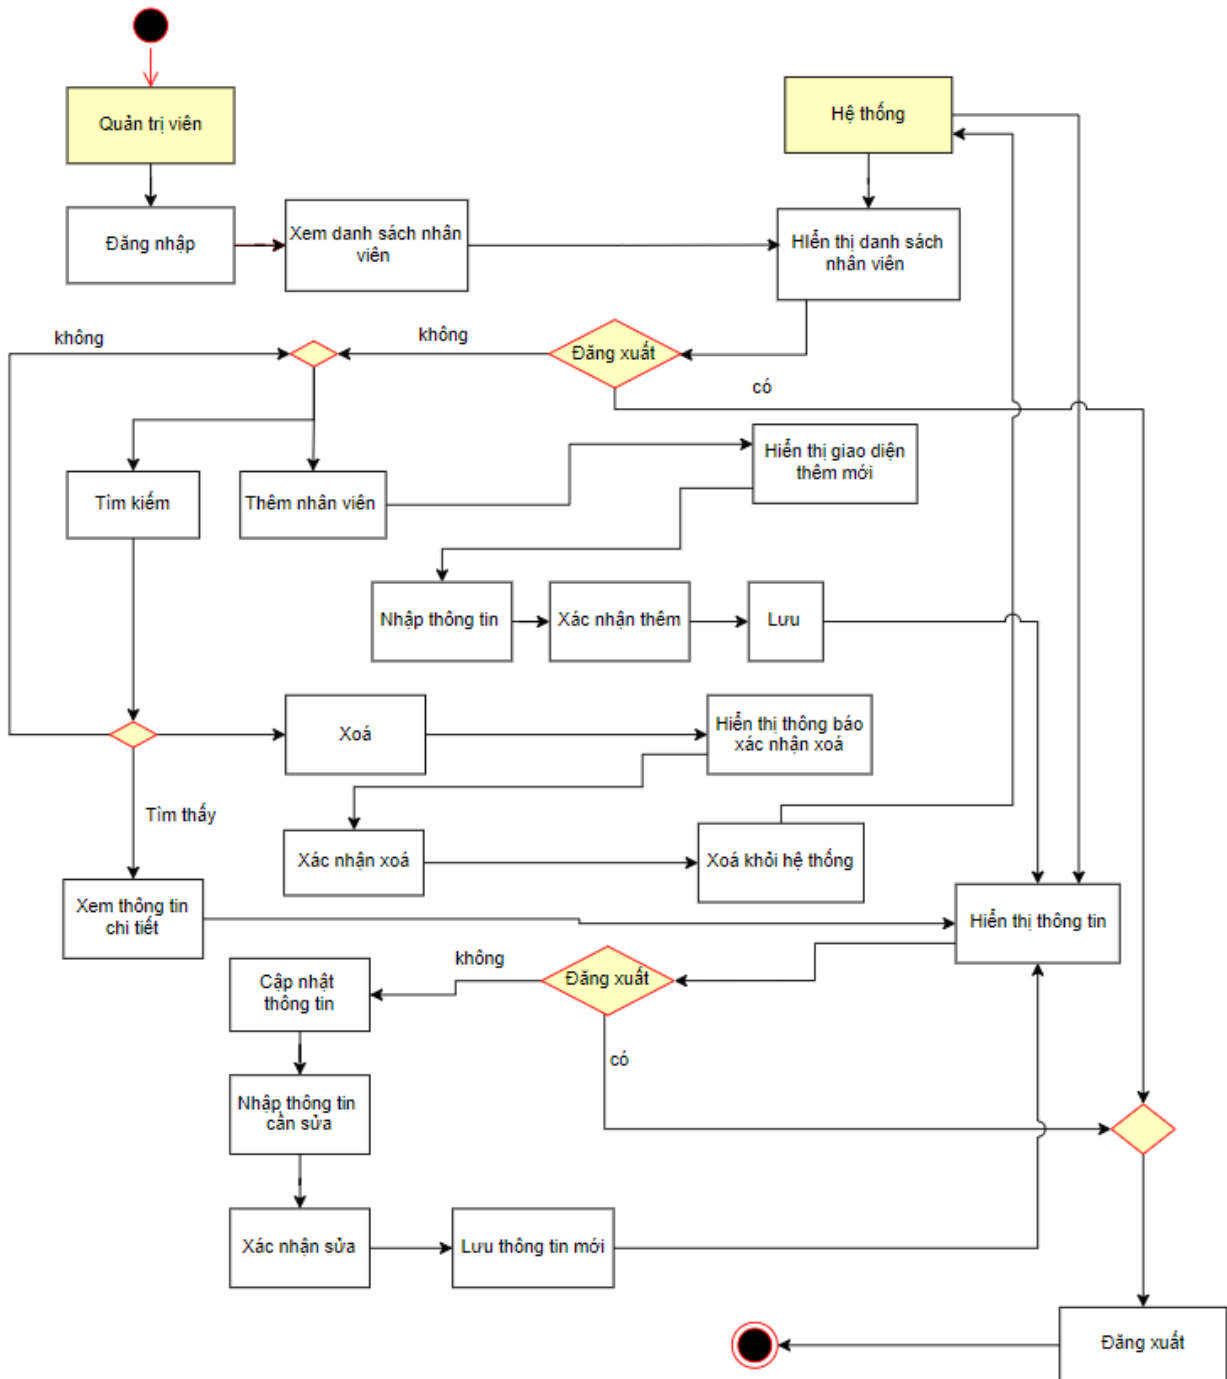 Quản trị viên
Hệ thống
Đăng nhập
Xem danh sách nhân
viên
HIển thị danh sách
nhân viên
không
không
Đăng xuất
có
Tìm kiếm
Thêm nhân viên
Hiển thị giao diện
thêm mới
Nhập thông tin
Xác nhận thêm
Lưu
Xoá
Hiển thị thông báo
xác nhận xoá
Tìm thấy
Xác nhận xoá
Xoá khỏi hệ thống
Xem thông tin
chi tiết
Hiển thị thông tin
không
Đăng xuất
Cập nhật
thông tin
có
Nhập thông tin
cần sửa
Xác nhận sửa
Lưu thông tin mới
Đăng xuất